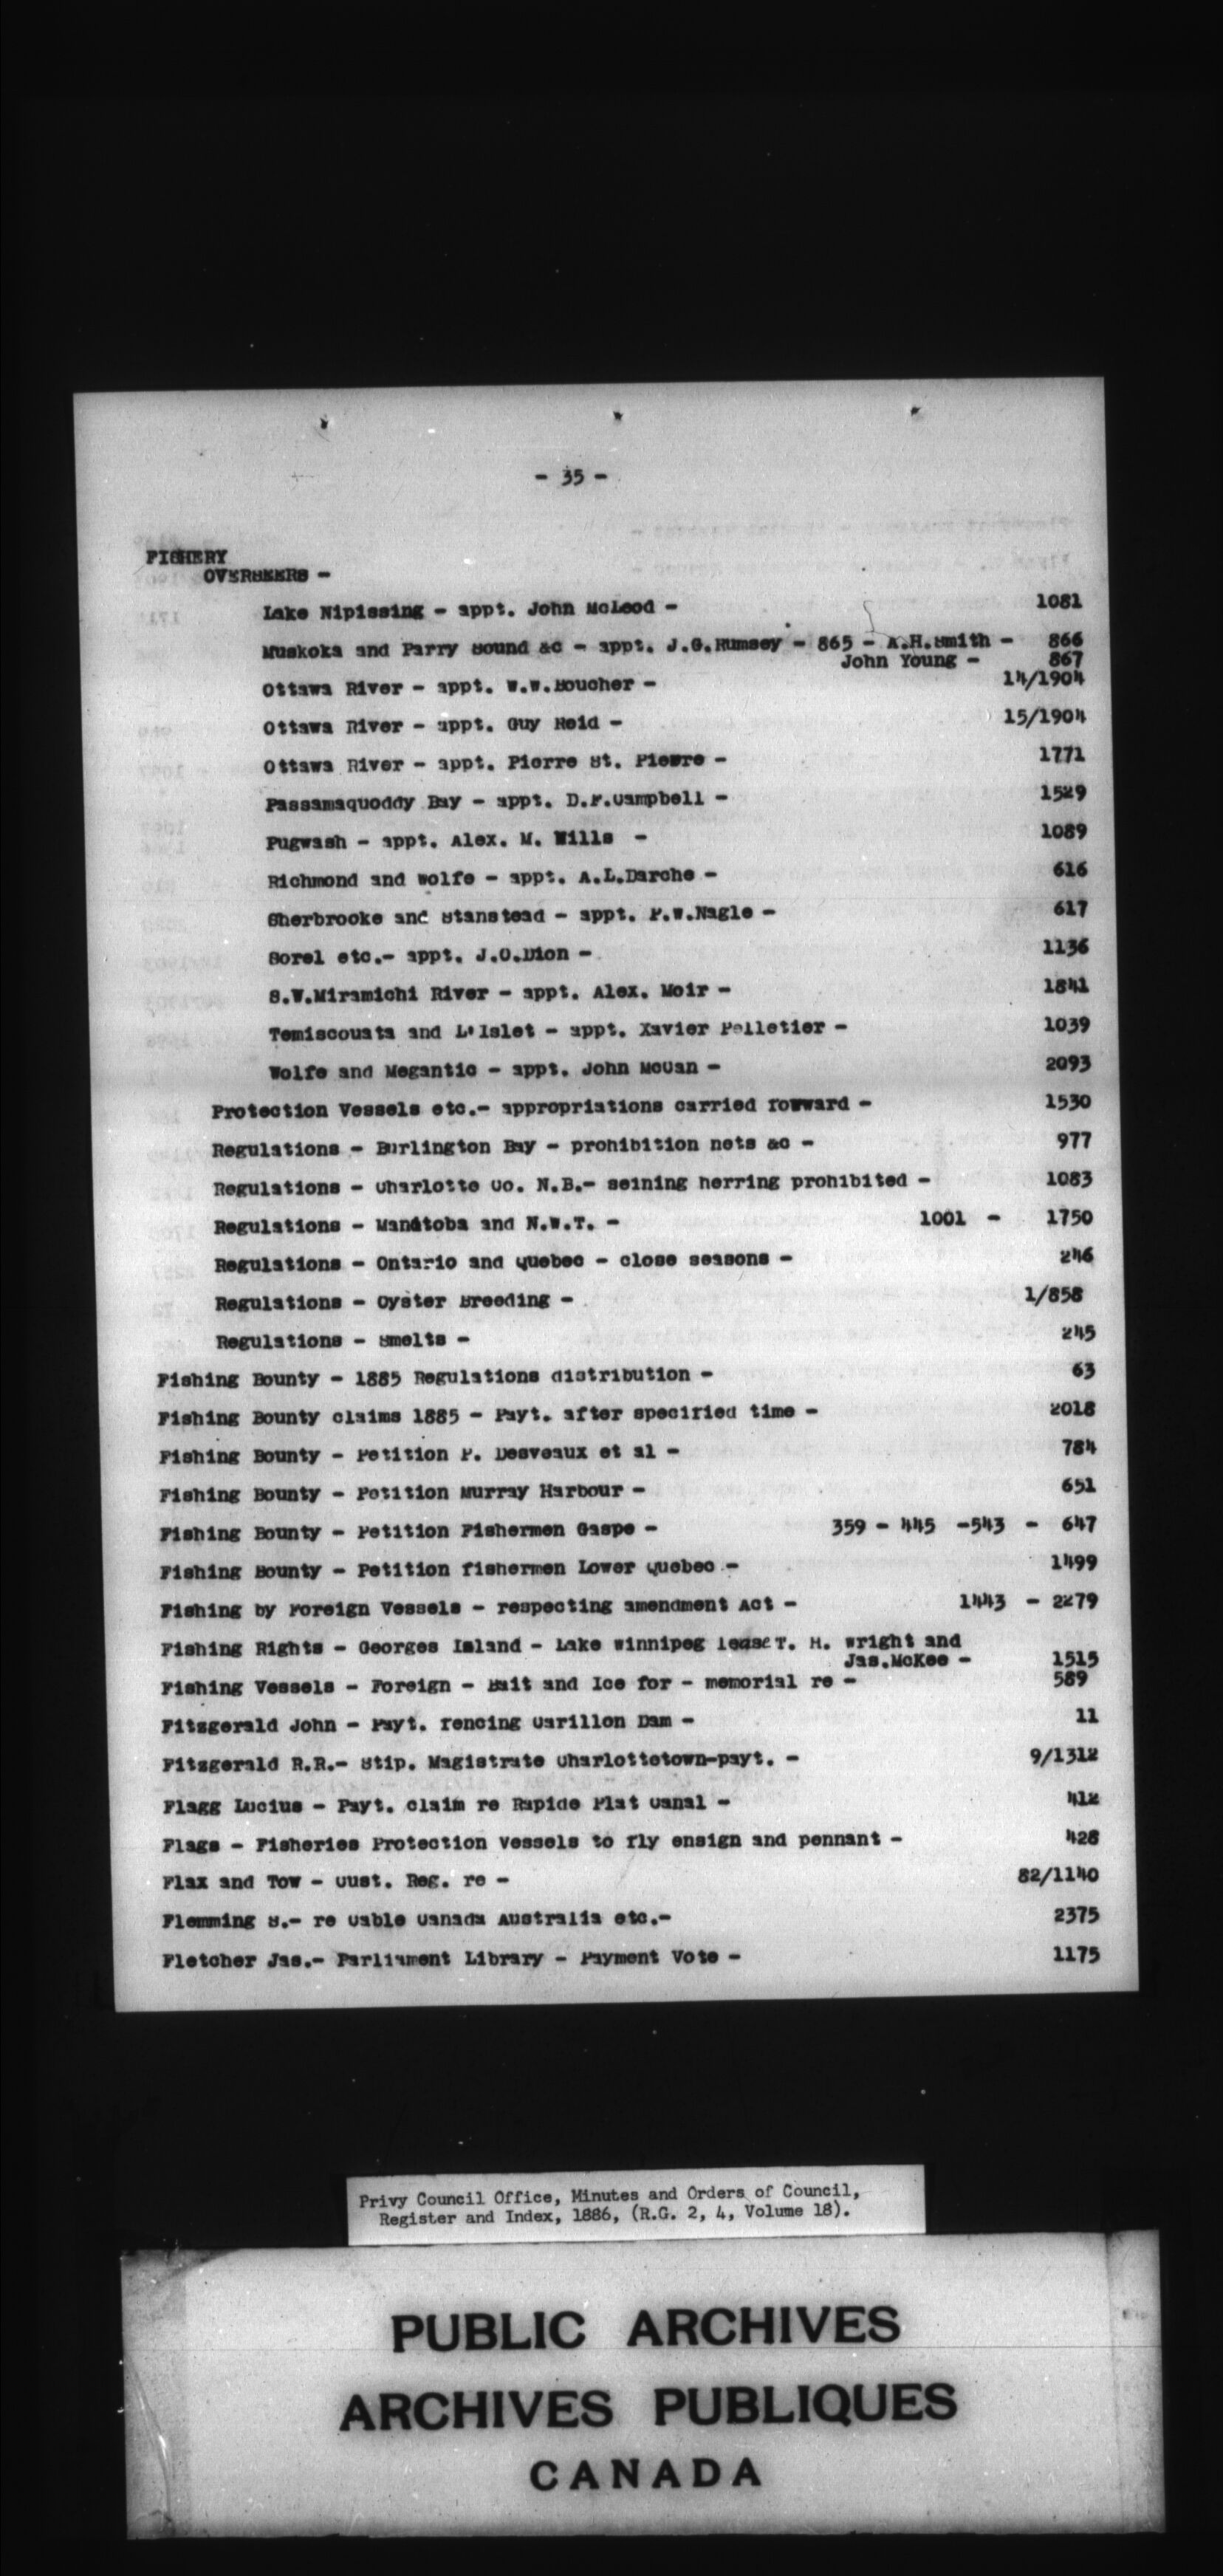 - 35 -
FISHERY
OVERSEERS -
Lake Nipissing - appt. John McLeod - 1081
Muskoka and Parry Sound &c - appt. J.G.Rumsey - 865 - A.H.Smith - 866
John Young - 867
Ottawa River - appt. W.W.Boucher - 14/1904
Ottawa River - appt. Guy Reid - 15/1904
Ottawa River - appt. Pierre St. Pierre - 1771
Passamaquoddy Bay - appt. D.F.Campbell - 1529
Pugwash - appt. Alex. M. Wills - 1089
Richmond and Wolfe - appt. A.L.Darche - 616
Sherbrooke and Stanstead - appt. P.W.Nagle - 617
Sorel etc.- appt. J.O.Dion - 1136
S.W.Miramichi River - appt. Alex. Moir - 1841
Temiscouata and L'Islet - appt. Xavier Pelletier - 1039
Wolfe and Megantic - appt. John McCan - 2093
Protection Vessels etc.- appropriations carried forward - 1530
Regulations - Burlington Bay - prohibition nets &c - 977
Regulations - Charlotte Co. N.B.- seining herring prohibited - 1083
Regulations - Manitoba and N.W.T. - 1001 - 1750
Regulations - Ontario and Quebec - close seasons - 246
Regulations - Oyster Breeding - 1/858
Regulations - Smelts - 245
Fishing Bounty - 1885 Regulations distribution - 63
Fishing Bounty claims 1885 - Payt. after specified time - 2018
Fishing Bounty - Petition P. Desveaux et al - 784
Fishing Bounty - Petition Murray Harbour - 651
Fishing Bounty - Petition Fishermen Gaspe - 359 - 445 -543 - 647
Fishing Bounty - Petition fishermen Lower Quebec - 1499
Fishing by Foreign Vessels - respecting amendment Act - 1443 - 2279
Fishing Rights - Georges Island - Lake Winnipeg lease T. H. Wright and
Jas.McKee - 1515
Fishing Vessels - Foreign - Bait and Ice for - memorial re - 589
Fitzgerald John - Payt. fencing Carillon Dam - 11
Fitzgerald R.R.- Stip. Magistrate Charlottetown-payt. - 9/1312
Flagg Lucius - Payt. claim re Rapide Plat Canal - 412
Flags - Fisheries Protection Vessels to fly ensign and pennant - 428
Flax and Tow - Cust. Reg. re - 82/1140
Flemming S.- re Cable Canada Australia etc.- 2375
Fletcher Jas.- Parliament Library - Payment Vote - 1175
Privy Council Office, Minutes and Orders of Council,
Register and Index, 1886, (R.G. 2, 4, Volume 18).
PUBLIC ARCHIVES
ARCHIVES PUBLIQUES
CANADA